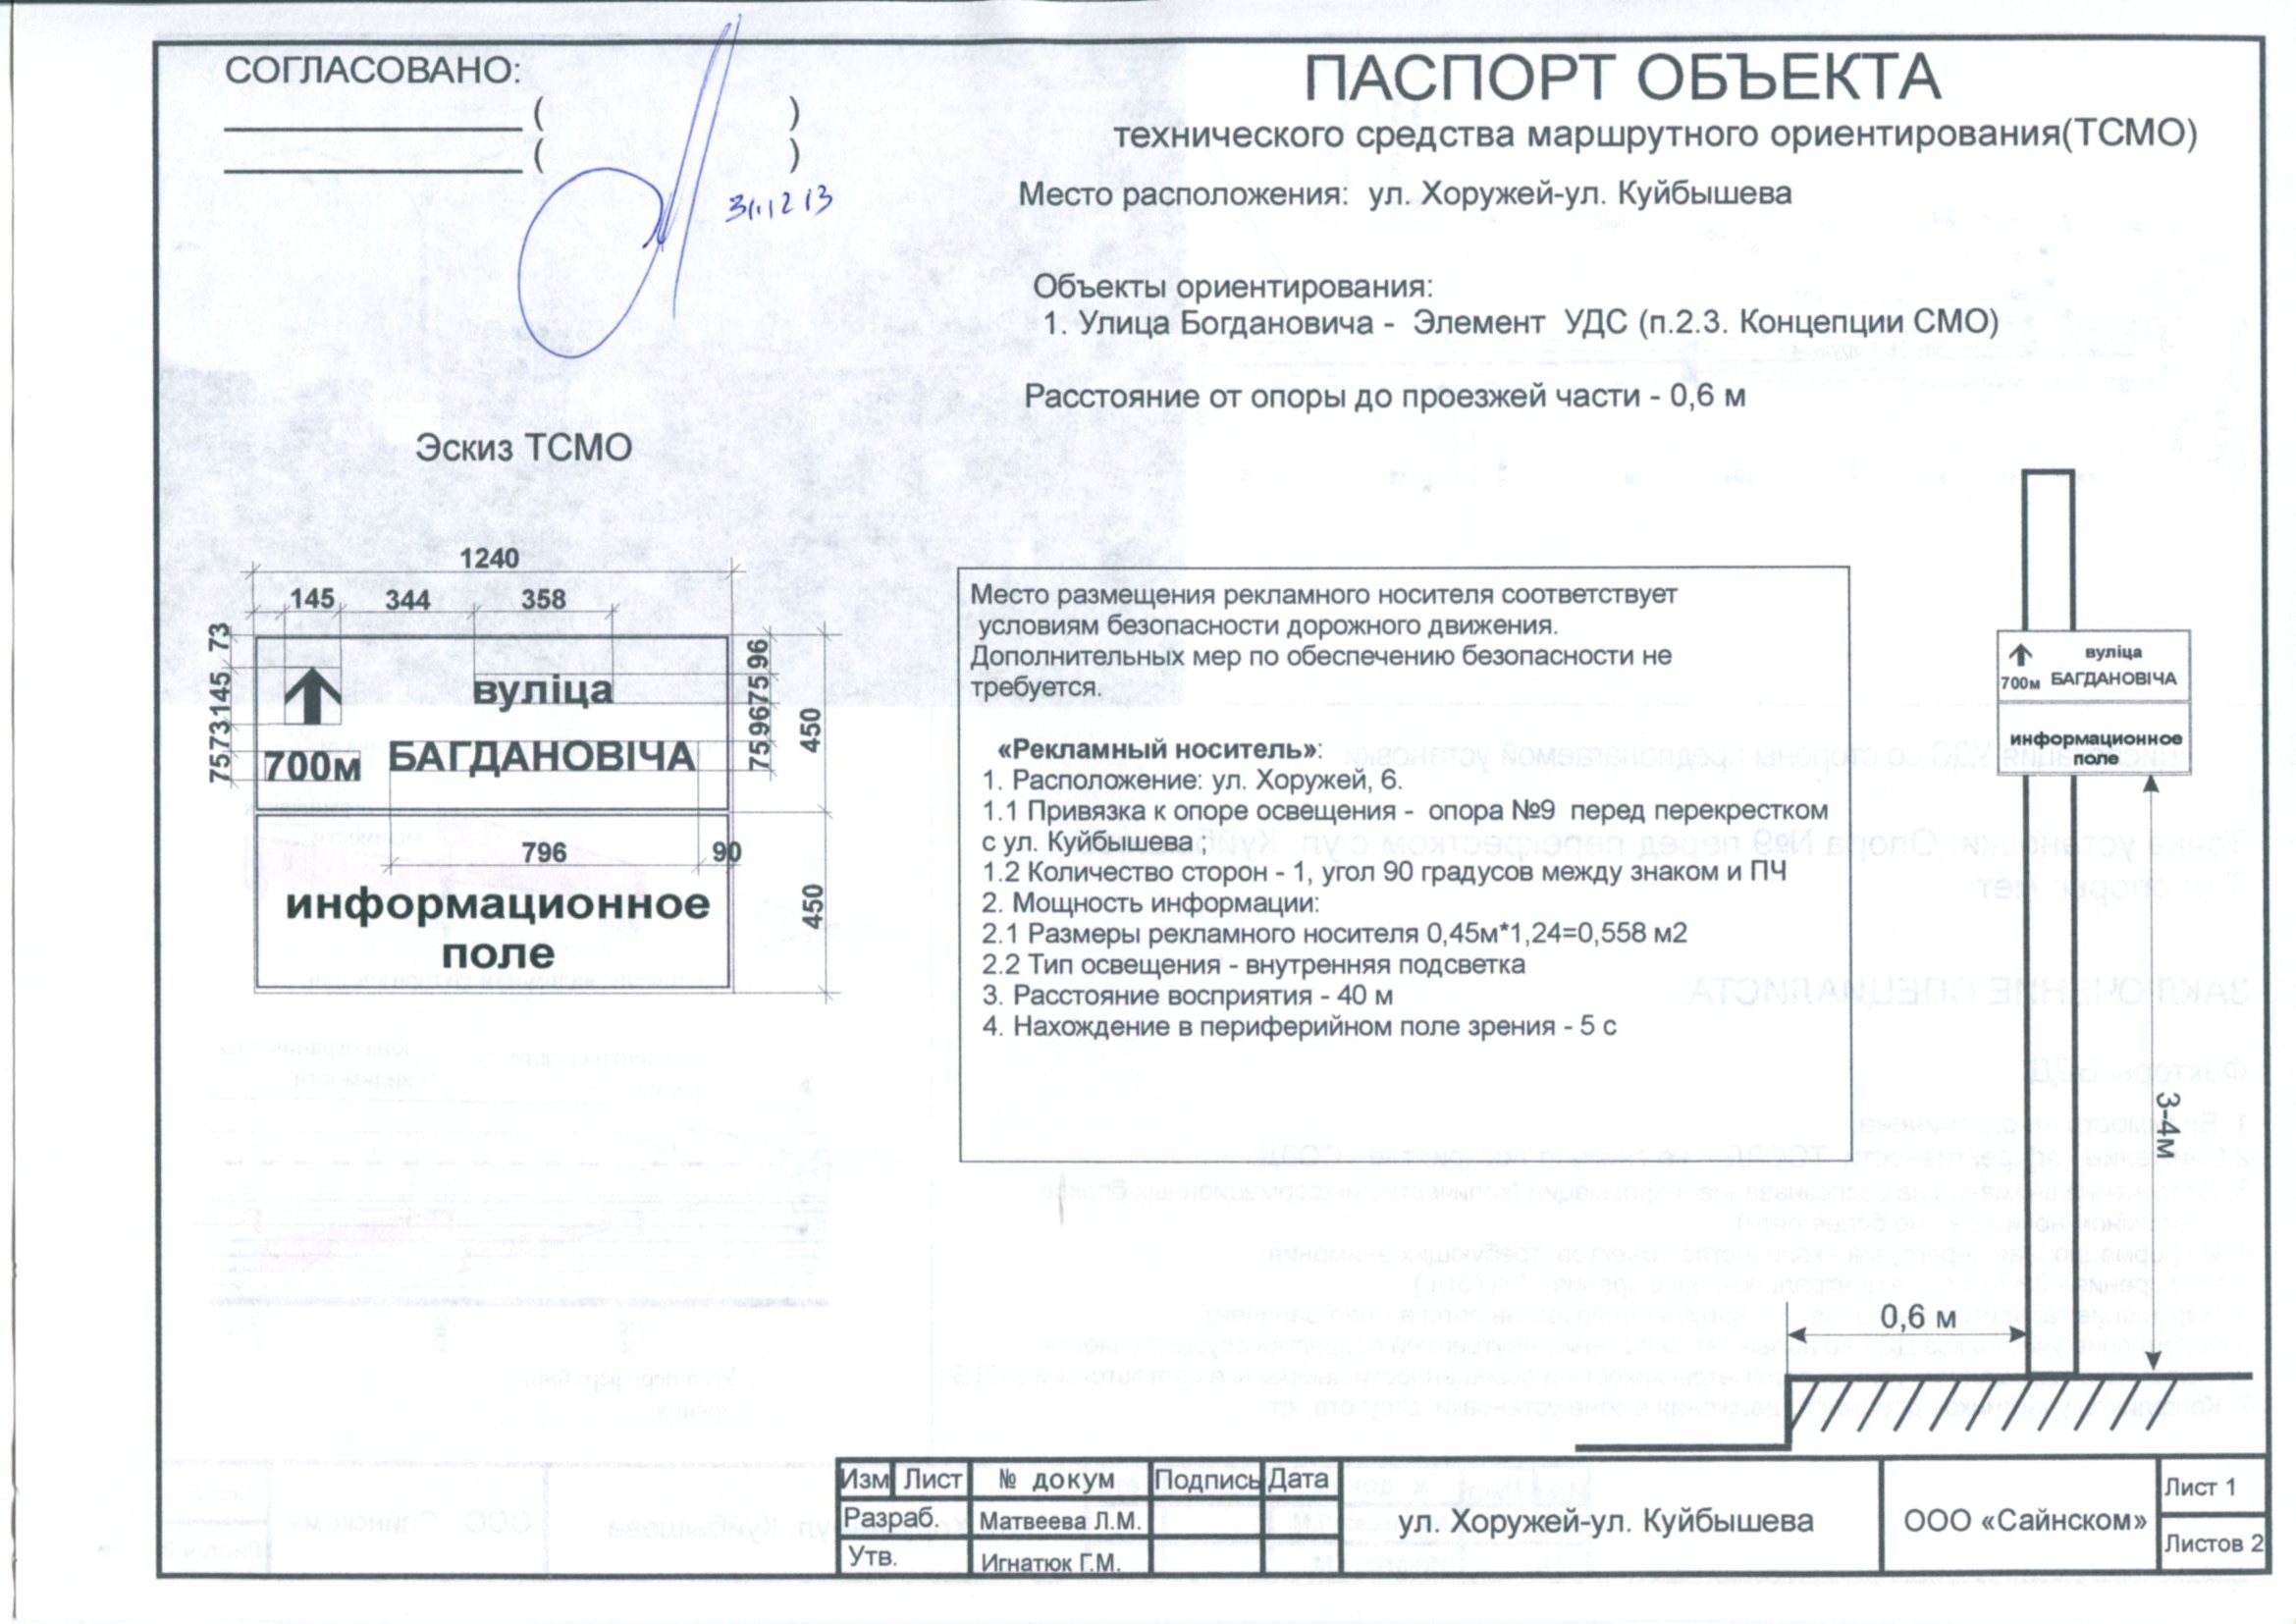 СОГЛАСОВАНО:
( )
( )
31.12 13
ПАСПОРТ ОБЪЕКТА
технического средства маршрутного ориентирования(ТСМО)
Место расположения: ул. Хоружей-ул. Куйбышева
Объекты ориентирования:
1. Улица Богдановича - Элемент УДС (п.2.3. Концепции СМО)
Расстояние от опоры до проезжей части - 0,6 м
Эскиз ТСМО
1240
145 344 358
73 145 73 75
96 75 96 75
450
вуліца
700м БАГДАНОВІЧА
796 90
450
информационное
поле
Место размещения рекламного носителя соответствует
условиям безопасности дорожного движения.
Дополнительных мер по обеспечению безопасности не
требуется.
«Рекламный носитель»:
1. Расположение: ул. Хоружей, 6.
1.1 Привязка к опоре освещения - опора №9 перед перекрестком
с ул. Куйбышева ;
1.2 Количество сторон - 1, угол 90 градусов между знаком и ПЧ
2. Мощность информации:
2.1 Размеры рекламного носителя 0,45м*1,24=0,558 м2
2.2 Тип освещения - внутренняя подсветка
3. Расстояние восприятия - 40 м
4. Нахождение в периферийном поле зрения - 5 с
вуліца
700м БАГДАНОВІЧА
информационное
поле
3-4м
0,6 м
Изм Лист № докум Подпись Дата
Разраб. Матвеева Л.М.
Утв. Игнатюк Г.М.
ул. Хоружей-ул. Куйбышева
ООО «Сайнском»
Лист 1
Листов 2